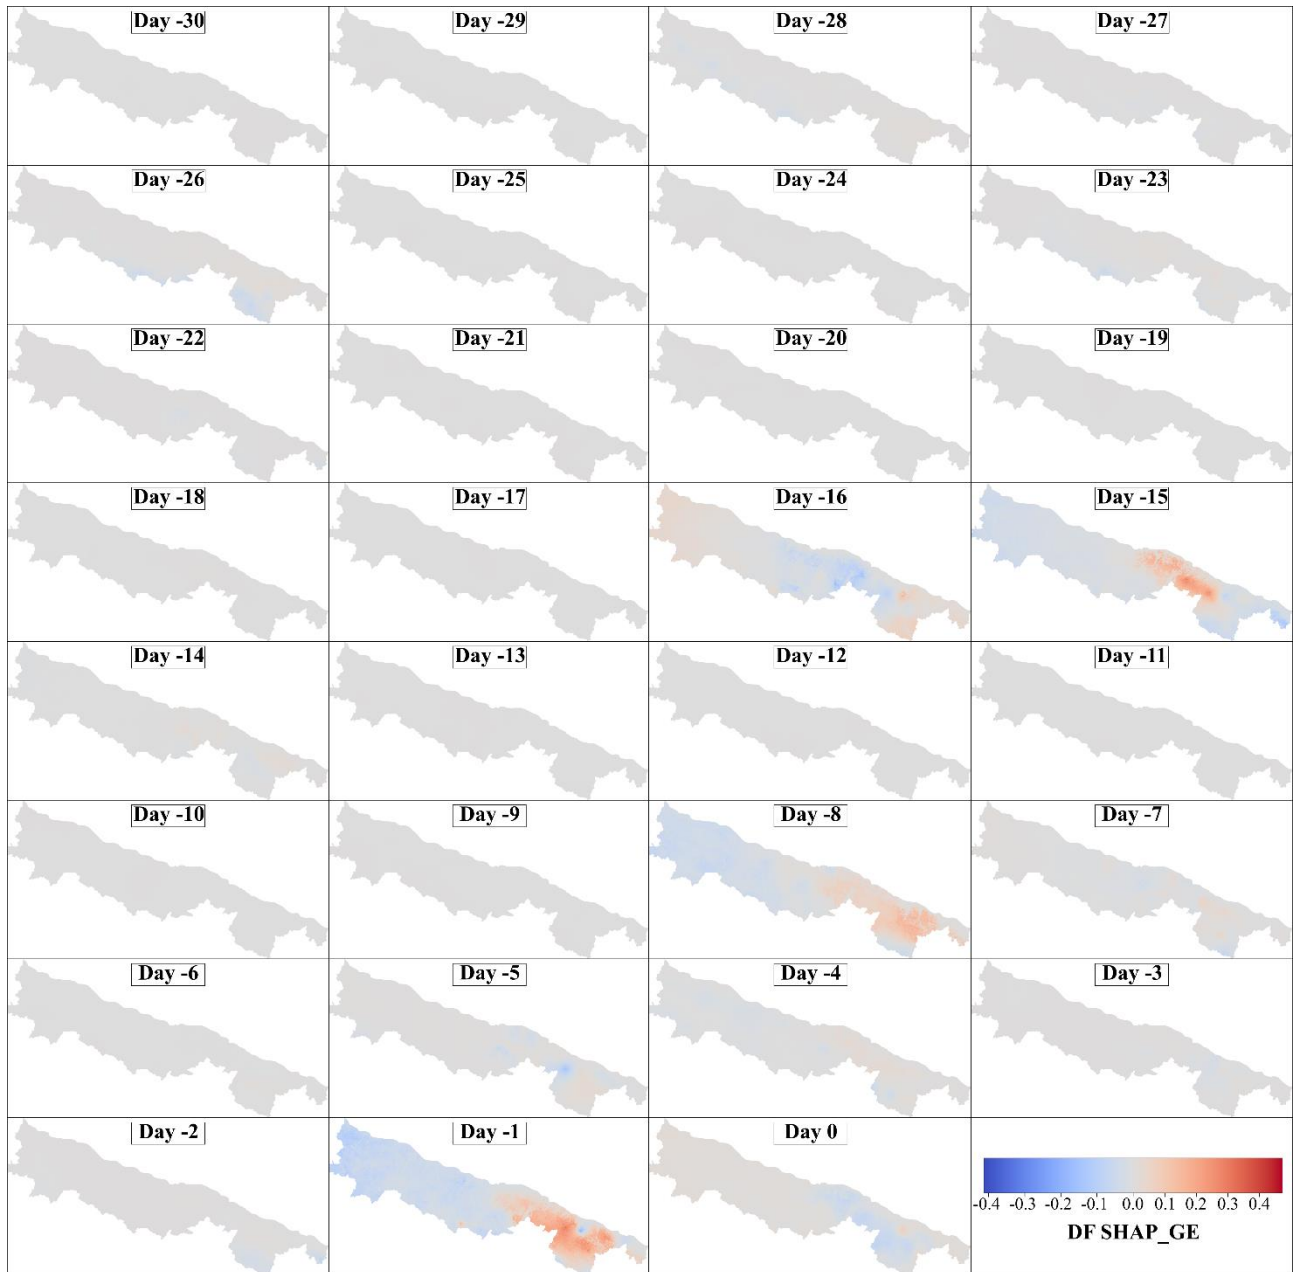 Day -30
Day -29
Day -28
Day -27
Day -26
Day -25
Day -24
Day -23
Day -22
Day -21
Day -20
Day -19
Day -18
Day -17
Day -16
Day -15
Day -14
Day -13
Day -12
Day -11
Day -10
Day -9
Day -8
Day -7
Day -6
Day -5
Day -4
Day -3
Day -2
Day -1
Day 0
-0.4 -0.3 -0.2 -0.1 0.0 0.1 0.2 0.3 0.4
DF SHAP_GE